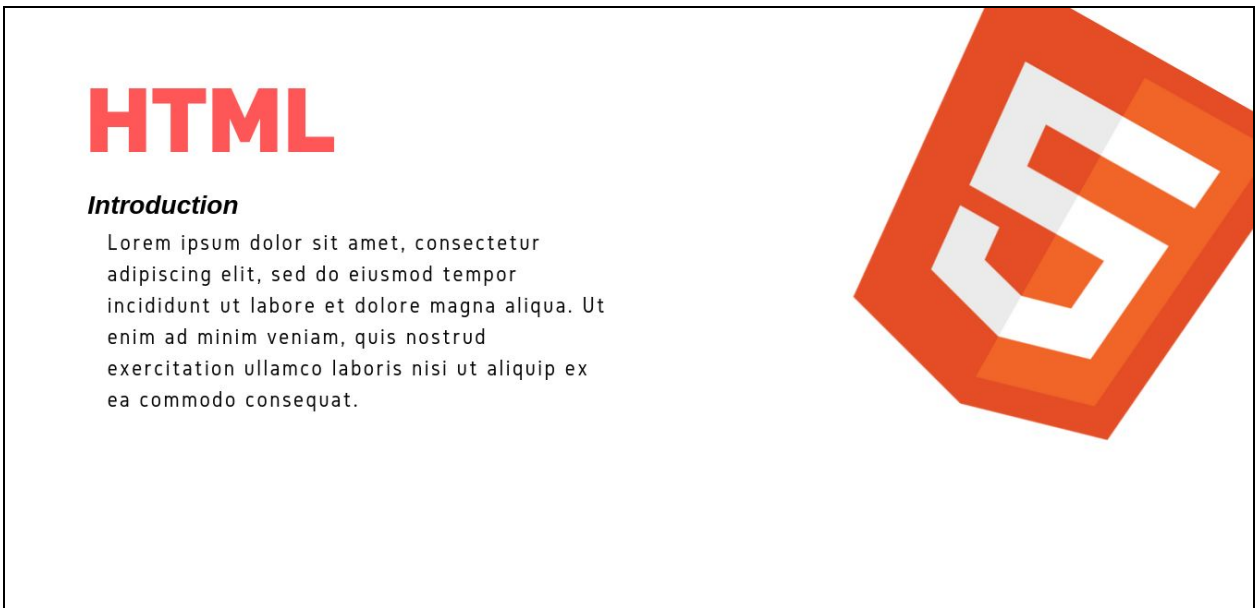 HTML
Introduction
Lorem ipsum dolor sit amet, consectetur
adipiscing elit, sed do eiusmod tempor
incididunt ut labore et dolore magna aliqua. Ut
enim ad minim veniam, quis nostrud
exercitation ullamco laboris nisi ut aliquip ex
ea commodo consequat.
5